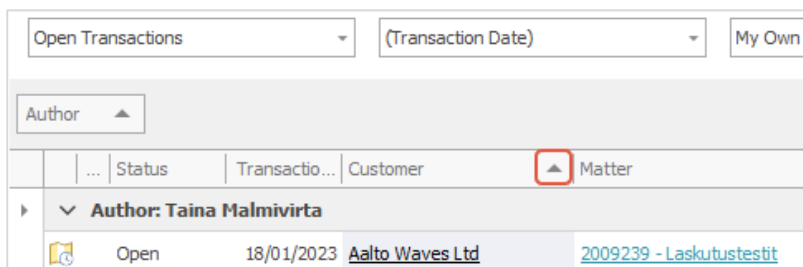 Open Transactions (Transaction Date) My Own
Author
... Status Transactio... Customer Matter
Author: Taina Malmivirta
Open 18/01/2023 Aalto Waves Ltd 2009239 - Laskutustestit